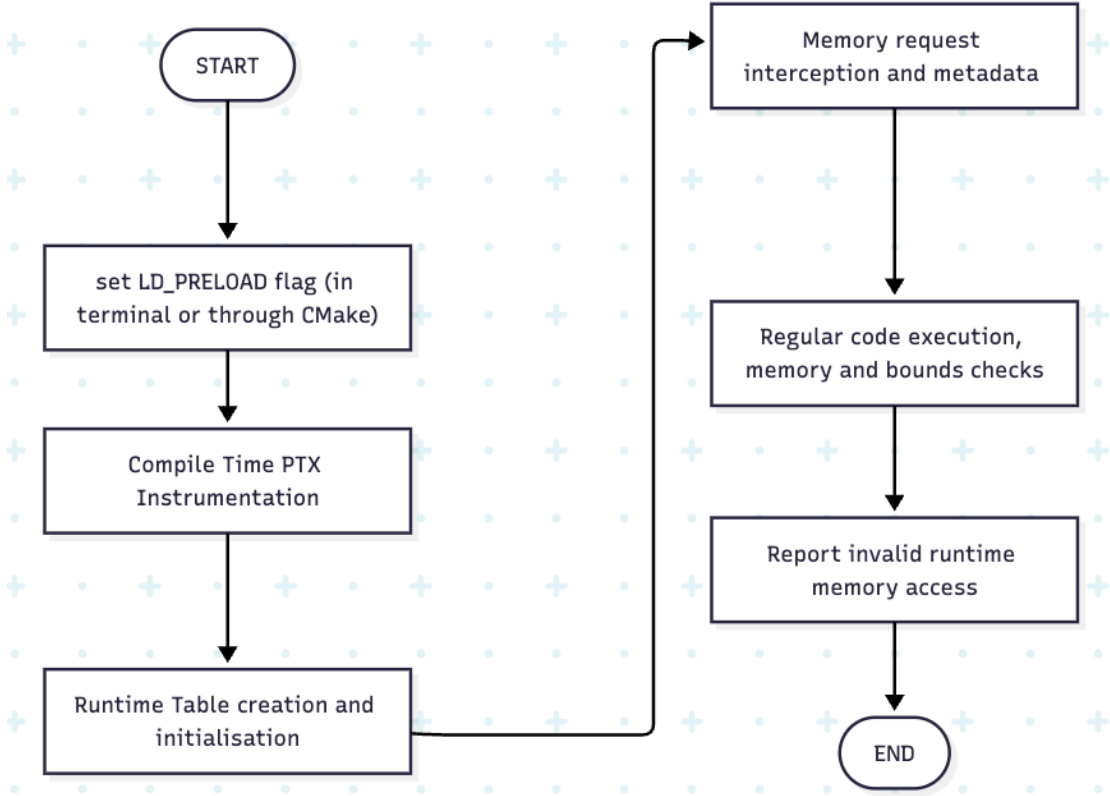 START
set LD_PRELOAD flag (in
terminal or through CMake)
Compile Time PTX
Instrumentation
Runtime Table creation and
initialisation
Memory request
interception and metadata
Regular code execution,
memory and bounds checks
Report invalid runtime
memory access
END